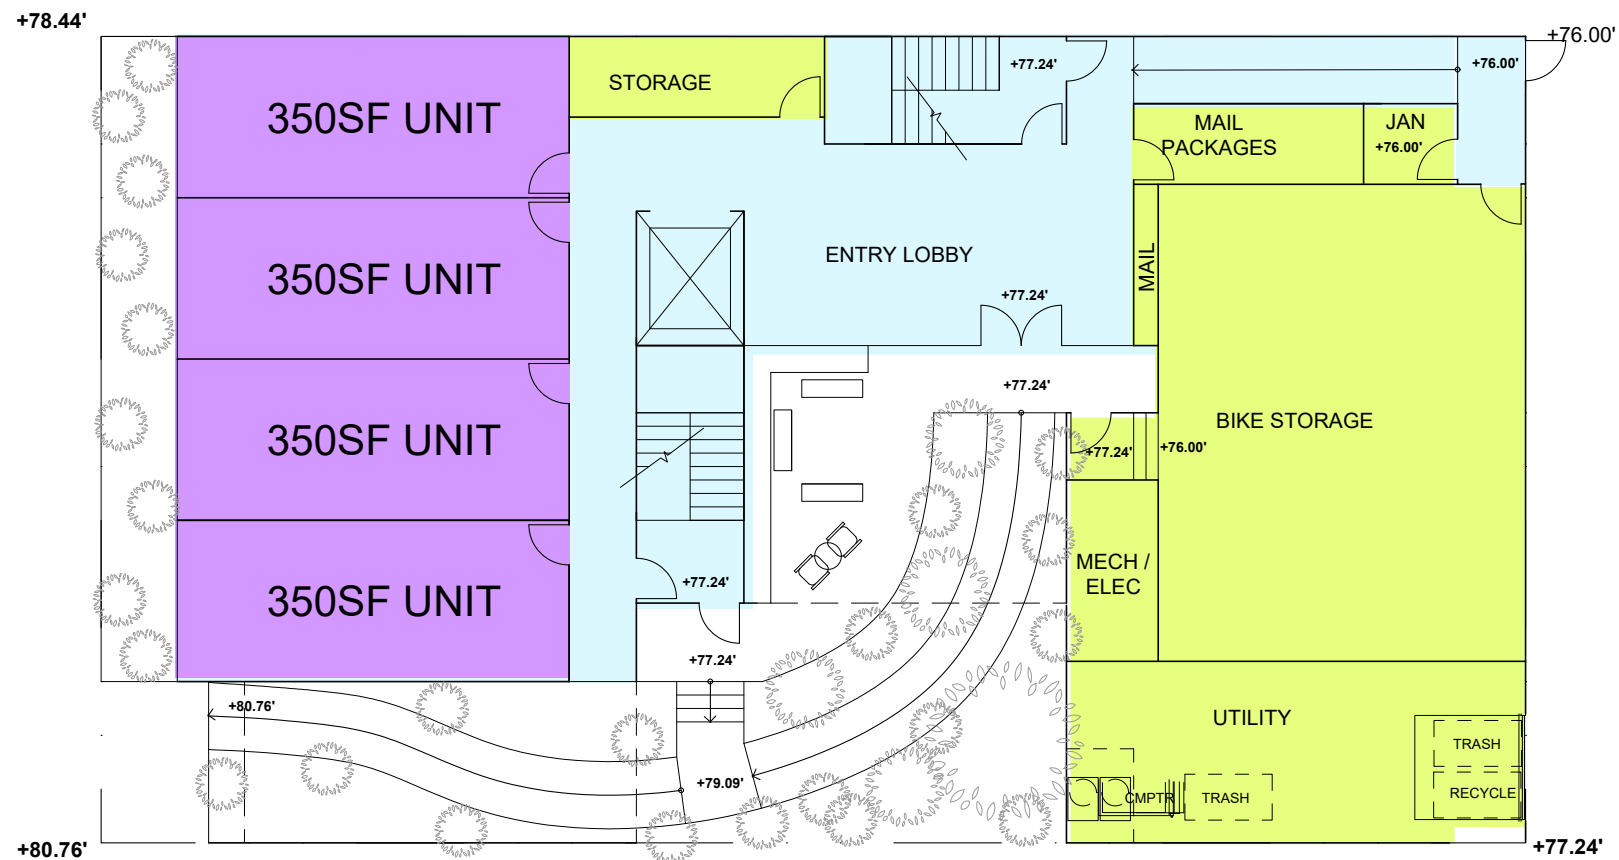 +78.44'
+76.00'
350SF UNIT
STORAGE
+77.24'
+76.00'
MAIL
PACKAGES
JAN
+76.00'
350SF UNIT
ENTRY LOBBY
MAIL
+77.24'
+77.24'
350SF UNIT
BIKE STORAGE
+77.24'
+76.00'
350SF UNIT
+77.24'
MECH /
ELEC
+77.24'
+80.76'
UTILITY
TRASH
+79.09'
CMPTR
TRASH
RECYCLE
+80.76'
+77.24'